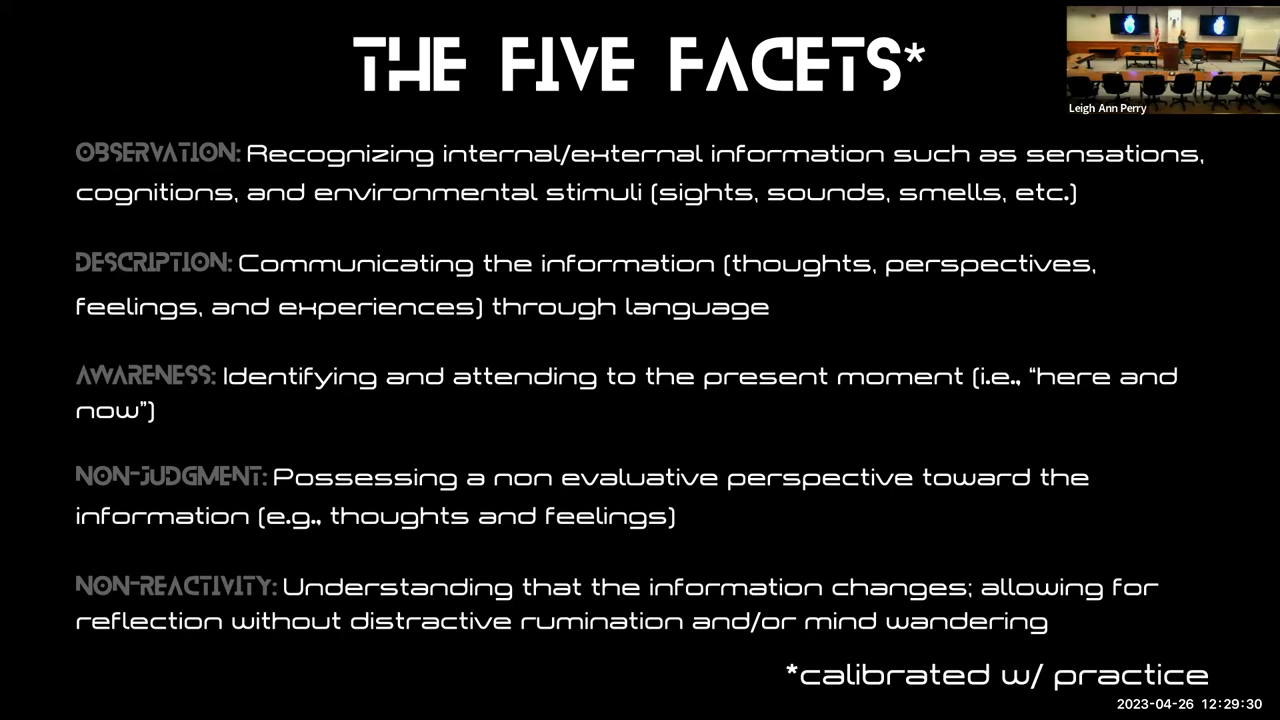 THE FIVE FACETS*
Leigh Ann Perry
OBSERVATION: Recognizing internal/external information such as sensations,
cognitions, and environmental stimuli (sights, sounds, smells, etc.)
DESCRIPTION: Communicating the information (thoughts, perspectives,
feelings, and experiences) through language
AWARENESS: Identifying and attending to the present moment (i.e., “here and
now”)
NON-JUDGMENT: Possessing a non evaluative perspective toward the
information (e.g., thoughts and feelings)
NON-REACTIVITY: Understanding that the information changes; allowing for
reflection without distractive rumination and/or mind wandering
*calibrated w/ practice
2023-04-26 12:29:30